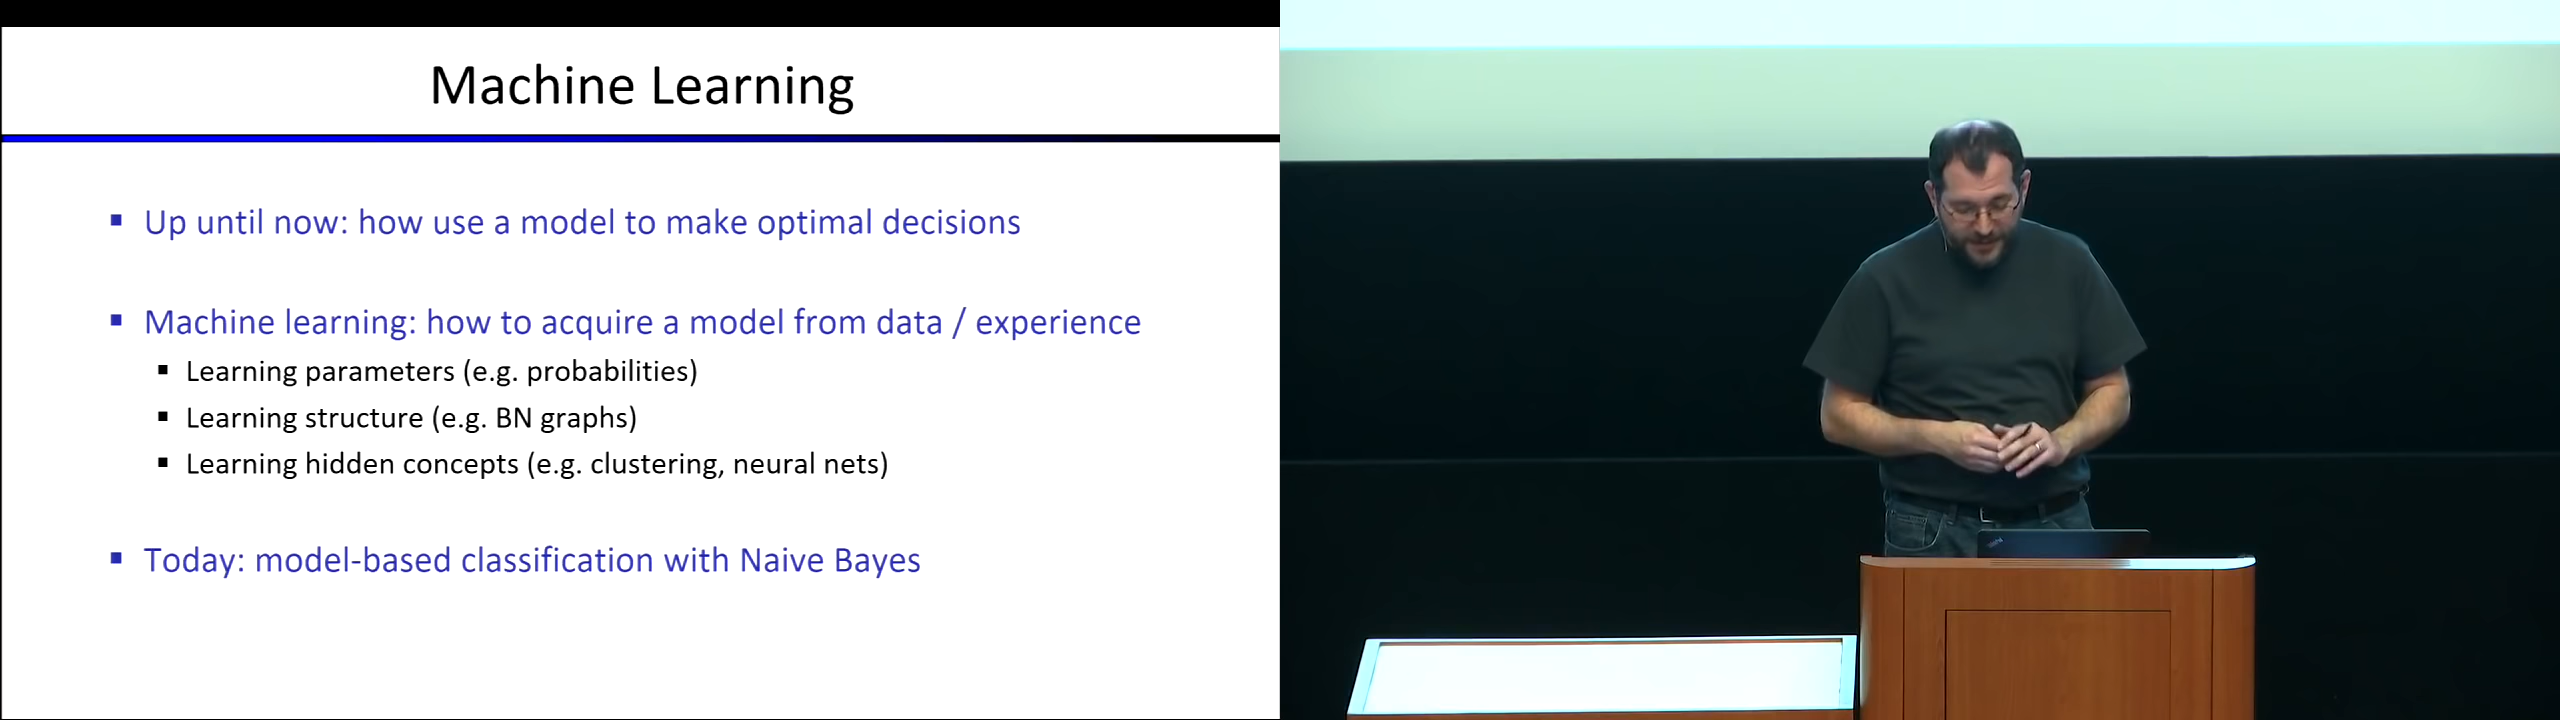 Machine Learning
▪ Up until now: how use a model to make optimal decisions
▪ Machine learning: how to acquire a model from data / experience
▪ Learning parameters (e.g. probabilities)
▪ Learning structure (e.g. BN graphs)
▪ Learning hidden concepts (e.g. clustering, neural nets)
▪ Today: model-based classification with Naive Bayes